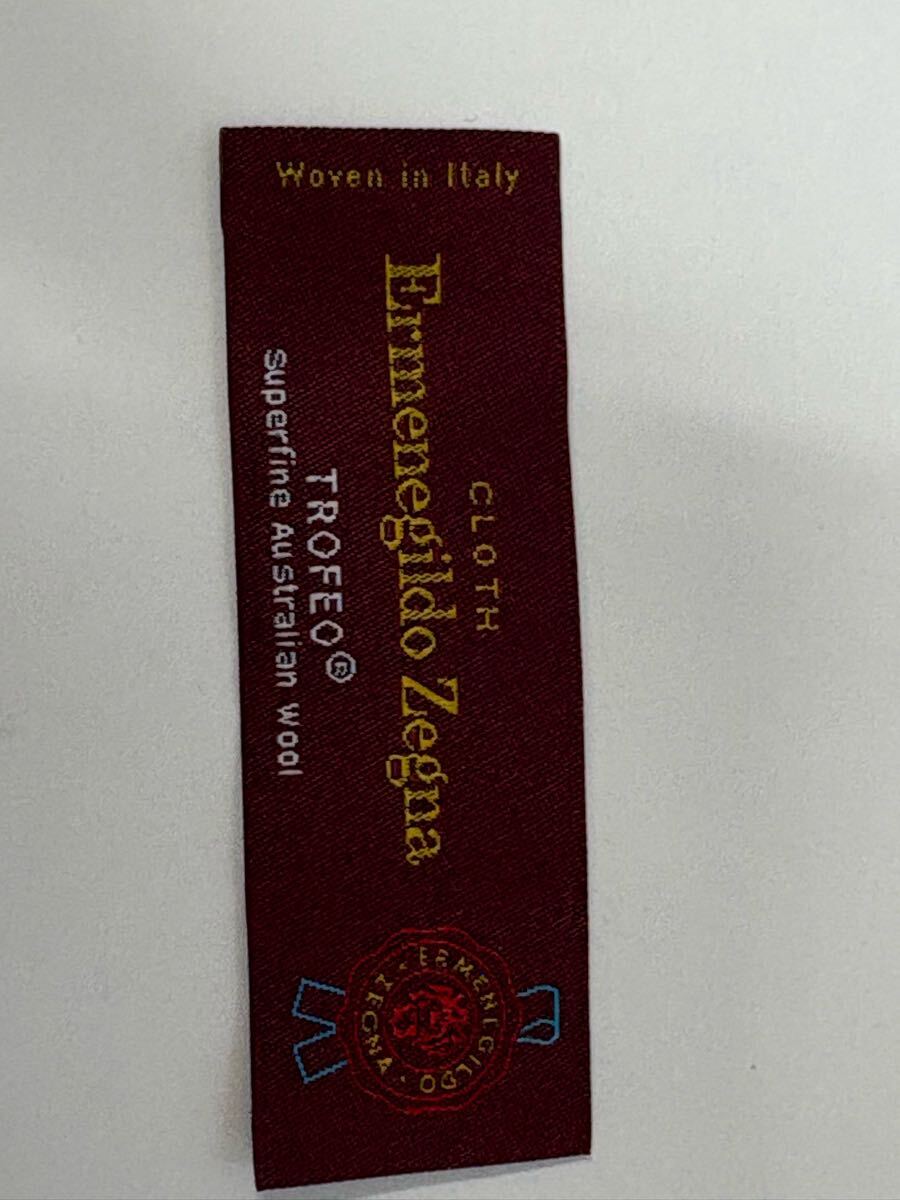 Woven in Italy
CLOTH
Ermenegildo Zegna
TROFEO®
Superfine Australian Wool
ERMENEGILDO · ZEGNA ·